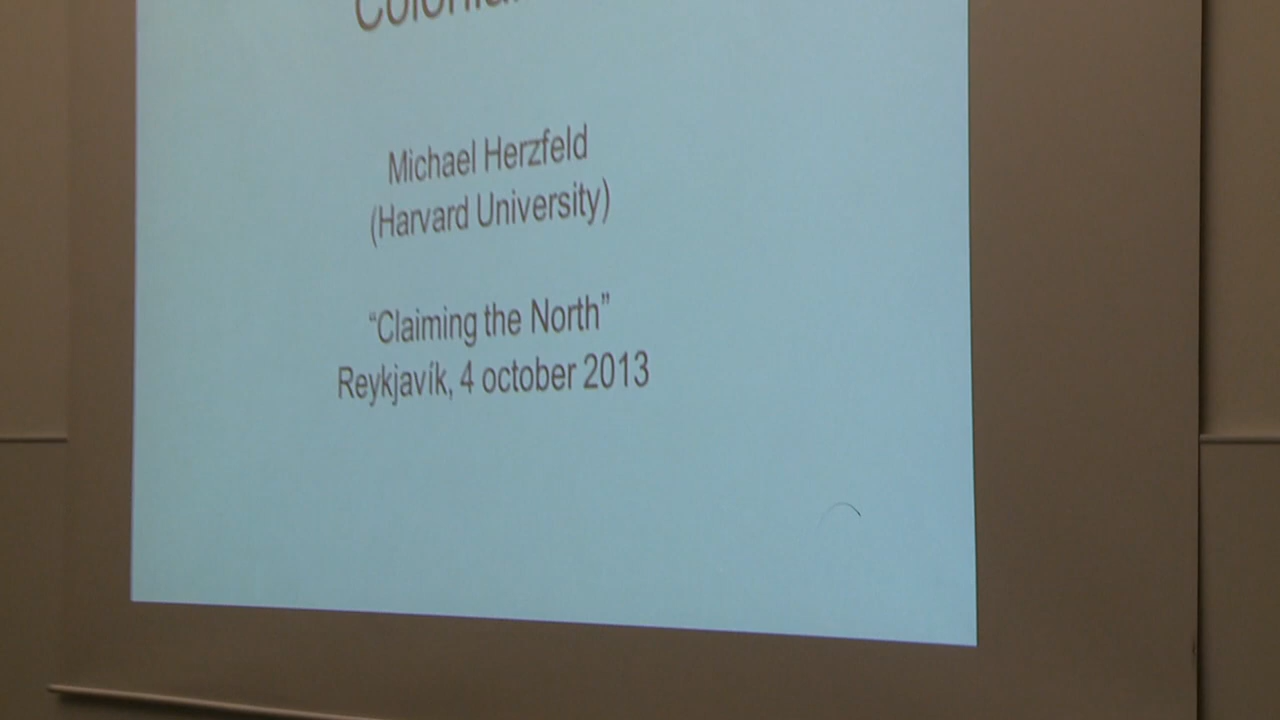 Michael Herzfeld
(Harvard University)
“Claiming the North”
Reykjavík, 4 october 2013